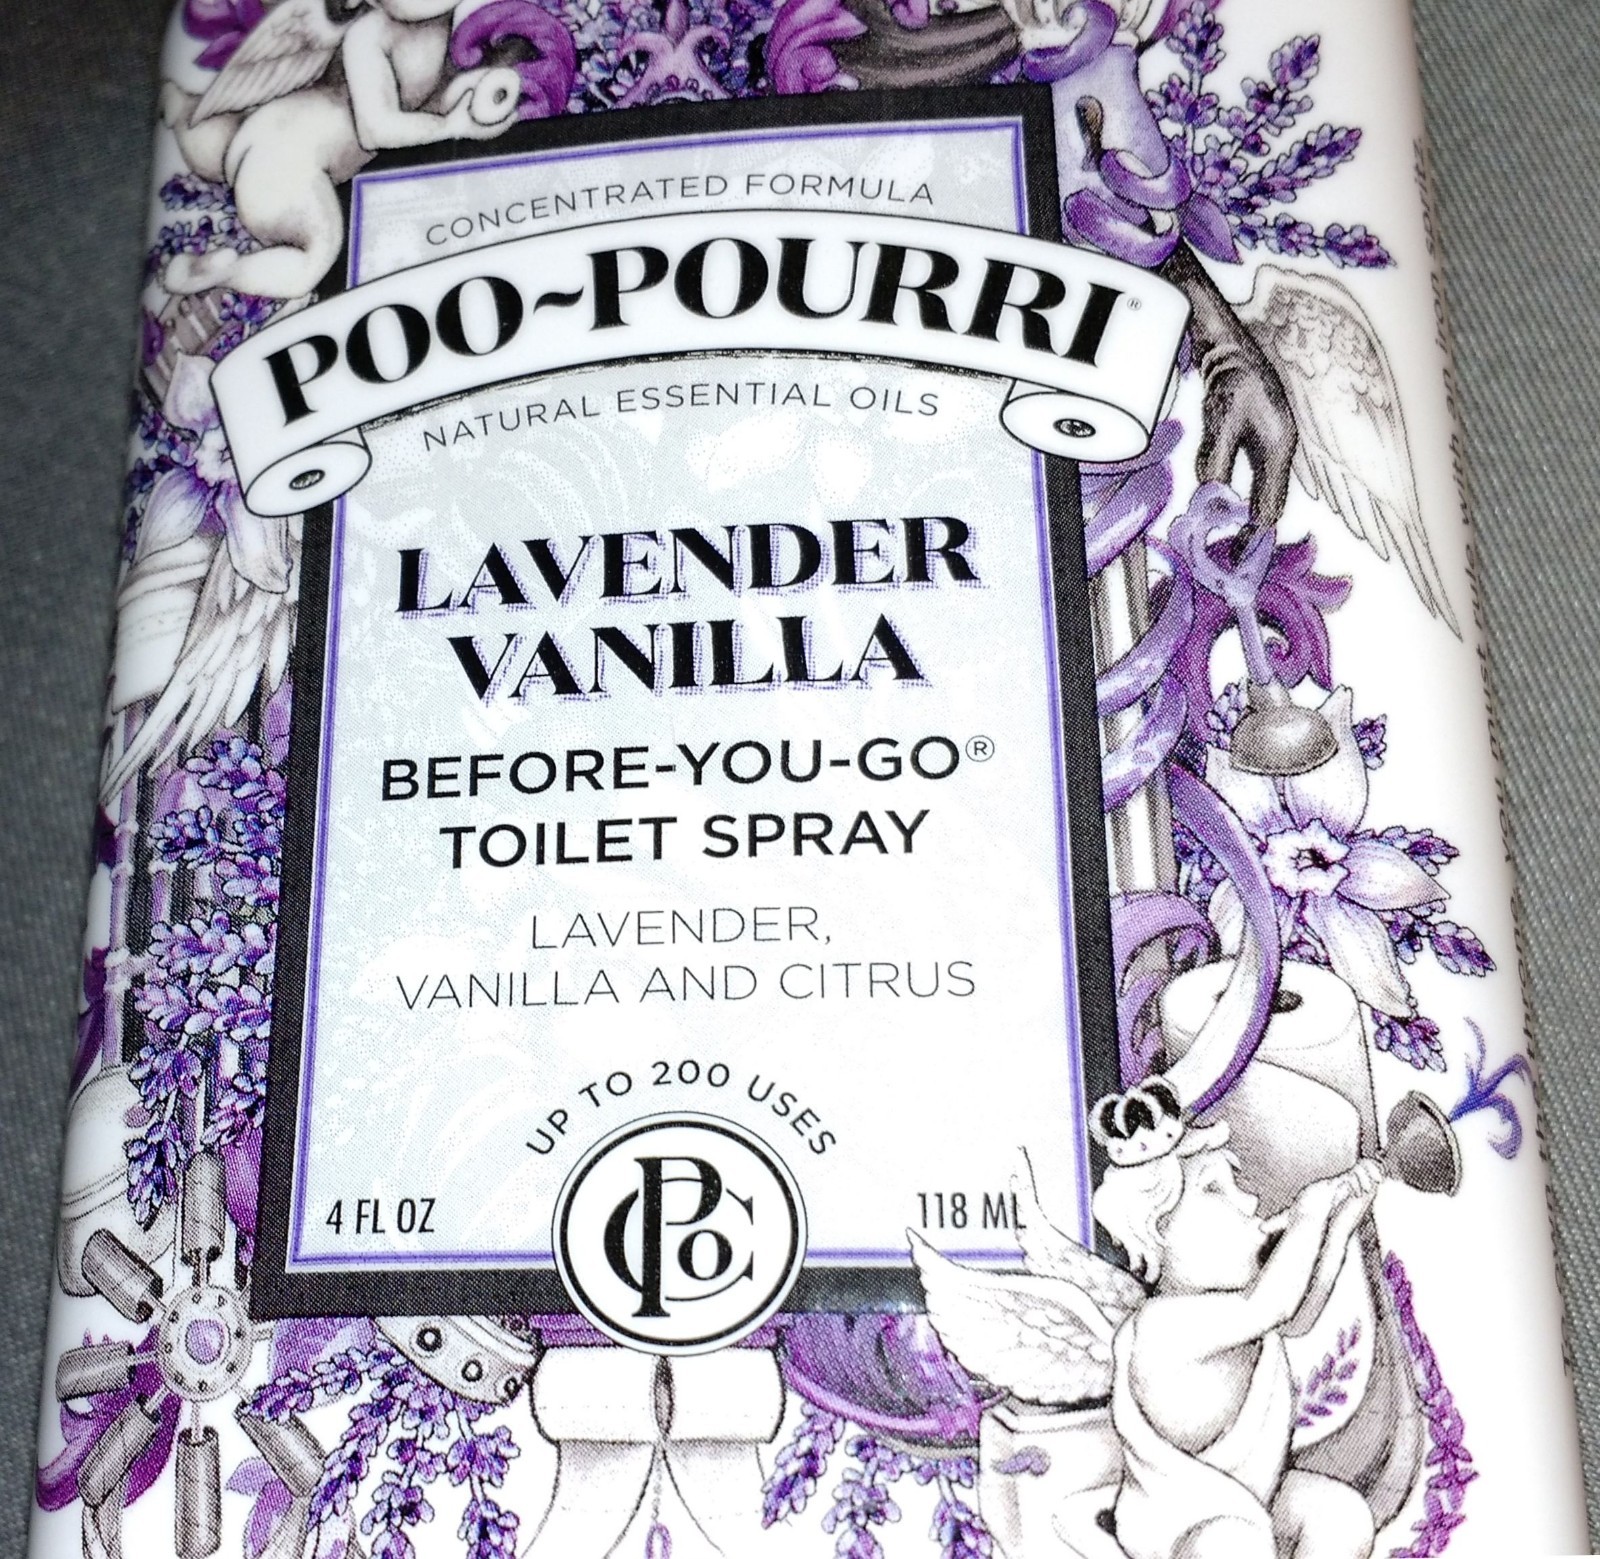 CONCENTRATED FORMULA
POO~POURRI®
NATURAL ESSENTIAL OILS
LAVENDER
VANILLA
BEFORE-YOU-GO®
TOILET SPRAY
LAVENDER,
VANILLA AND CITRUS
UP TO 200 USES
4 FL OZ
118 ML
PoC